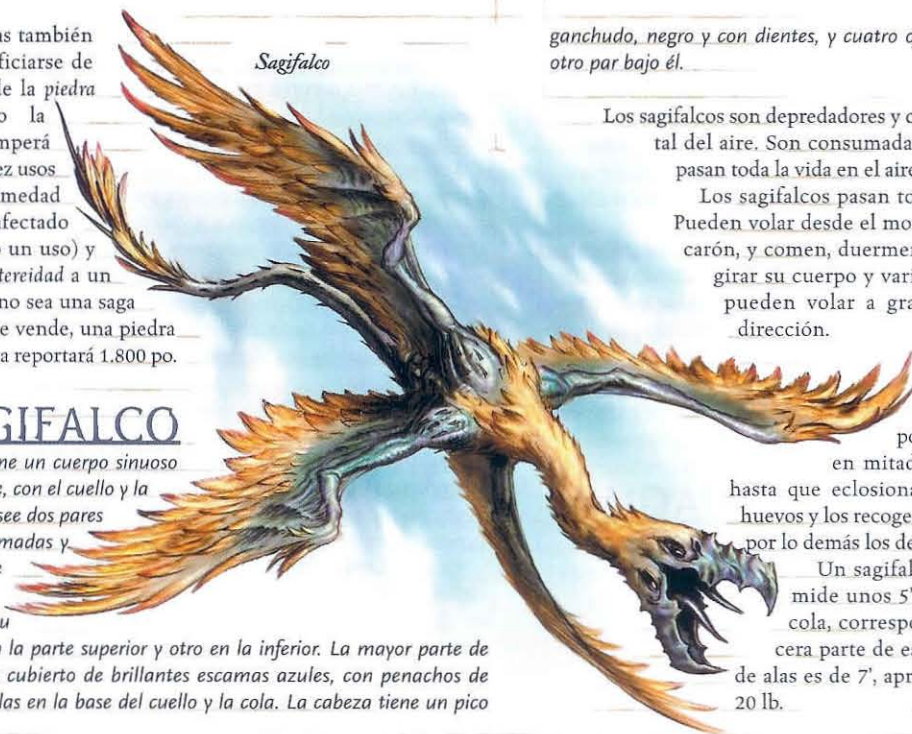 as también
ficiarse de
de la piedra
o la
mperá
ez usos
medad
fectado
un uso) y
tereidad a un
no sea una saga
e vende, una piedra
a reportará 1.800 po.
GIFALCO
ne un cuerpo sinuoso
e, con el cuello y la
see dos pares
madas y
e
u
la parte superior y otro en la inferior. La mayor parte de
cubierto de brillantes escamas azules, con penachos de
las en la base del cuello y la cola. La cabeza tiene un pico
Sagifalco
ganchudo, negro y con dientes, y cuatro o
otro par bajo él.
Los sagifalcos son depredadores y c
tal del aire. Son consumada
pasan toda la vida en el aire
Los sagifalcos pasan to
Pueden volar desde el mo
carón, y comen, duermen
girar su cuerpo y vari
pueden volar a gra
dirección.
po
en mitad
hasta que eclosiona
huevos y los recoge
por lo demás los de
Un sagifal
mide unos 5'
cola, correspo
cera parte de es
de alas es de 7', apr
20 lb.